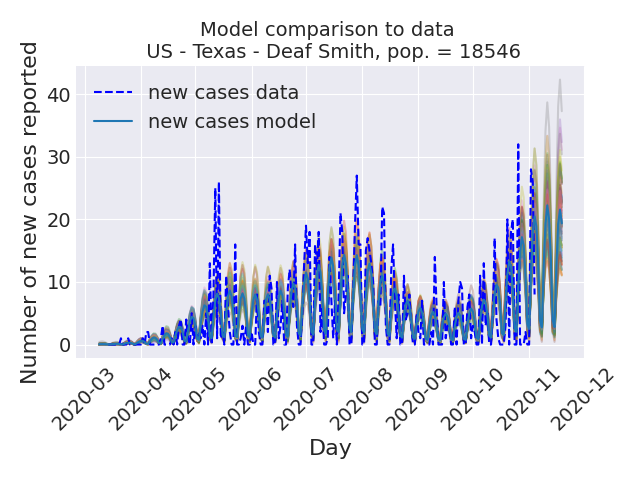 Model comparison to data
US - Texas - Deaf Smith, pop. = 18546
Number of new cases reported
new cases data
new cases model
40
30
20
10
0
2020-03
2020-04
2020-05
2020-06
2020-07
2020-08
2020-09
2020-10
2020-11
2020-12
Day